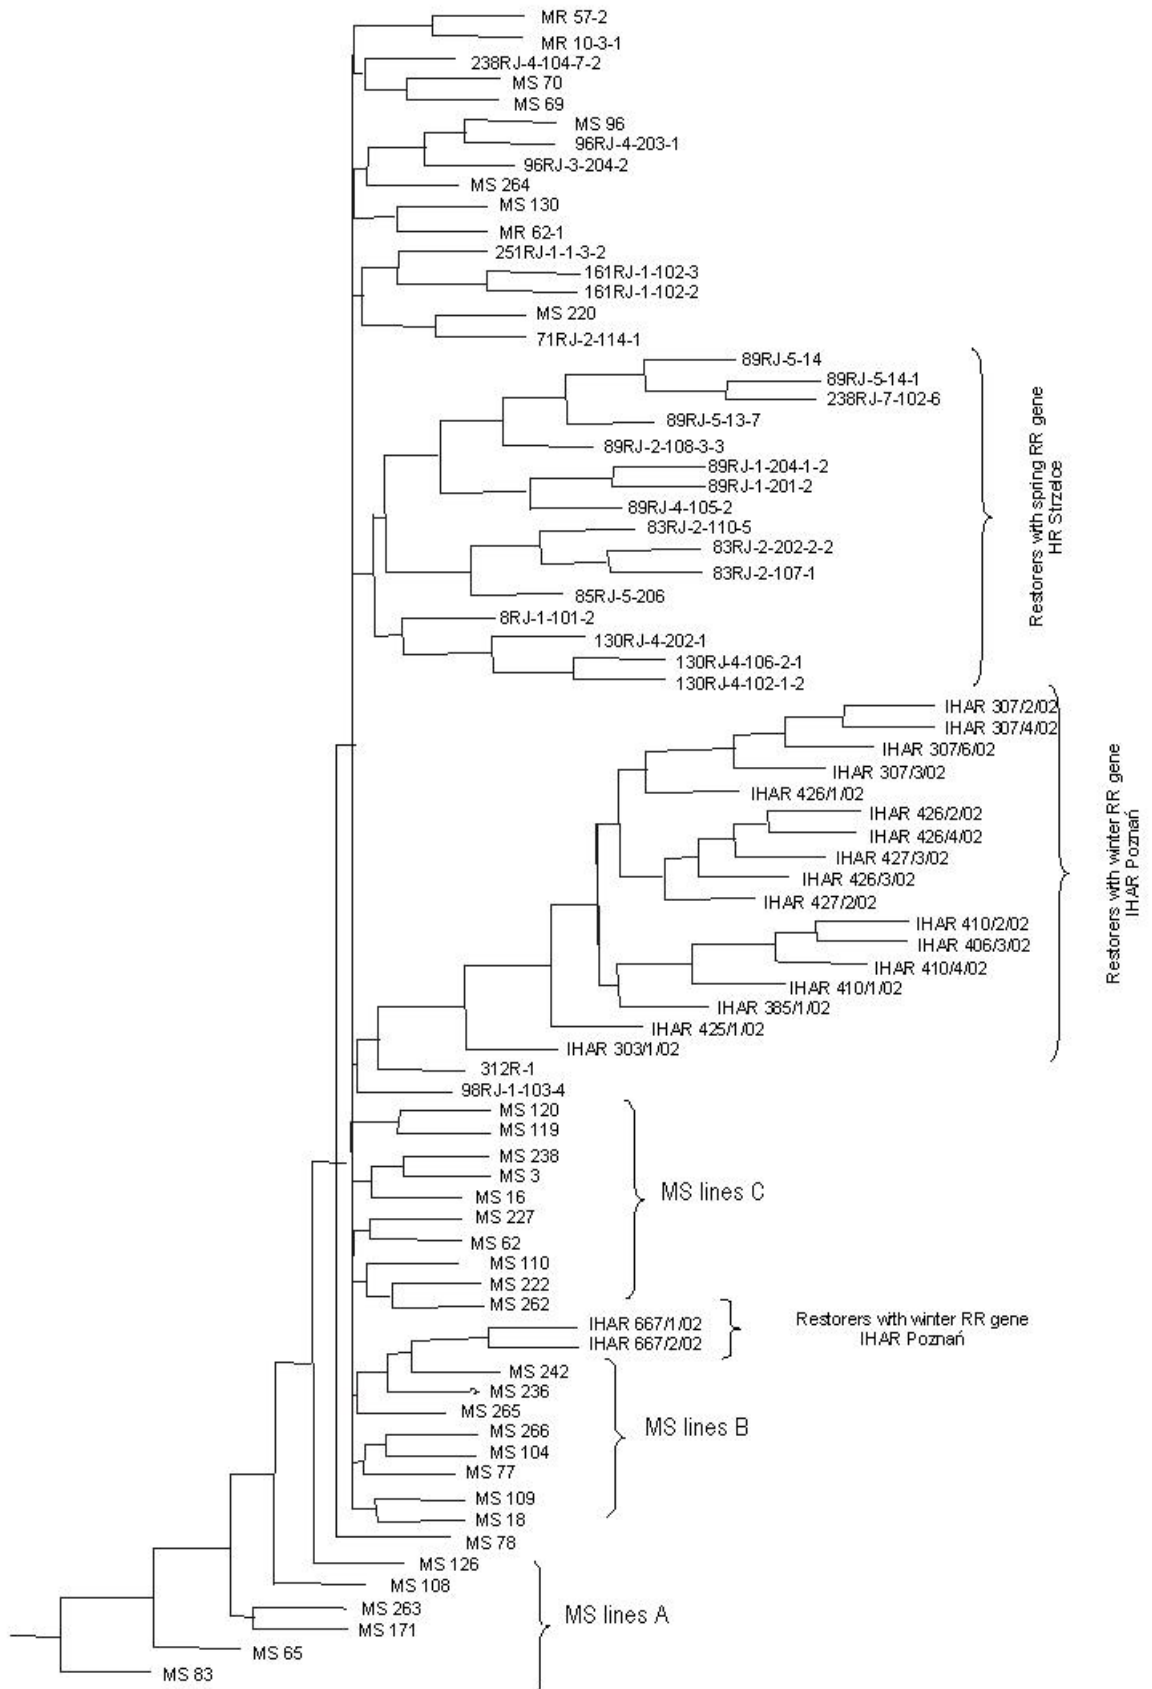 MR 57-2
MR 10-3-1
238RJ-4-104-7-2
MS 70
MS 69
MS 96
96RJ-4-203-1
96RJ-3-204-2
MS 264
MS 130
MR 62-1
251RJ-1-1-3-2
161RJ-1-102-3
161RJ-1-102-2
MS 220
71RJ-2-114-1
89RJ-5-14
89RJ-5-14-1
238RJ-7-102-6
89RJ-5-13-7
89RJ-2-108-3-3
89RJ-1-204-1-2
89RJ-1-201-2
89RJ-4-105-2
83RJ-2-110-5
83RJ-2-202-2-2
83RJ-2-107-1
85RJ-5-206
8RJ-1-101-2
130RJ-4-202-1
130RJ-4-106-2-1
130RJ-4-102-1-2
Restorers with spring RR gene
HR Strzelce
IHAR 307/2/02
IHAR 307/4/02
IHAR 307/6/02
IHAR 307/3/02
IHAR 426/1/02
IHAR 426/2/02
IHAR 426/4/02
IHAR 427/3/02
IHAR 426/3/02
IHAR 427/2/02
IHAR 410/2/02
IHAR 406/3/02
IHAR 410/4/02
IHAR 410/1/02
IHAR 385/1/02
IHAR 425/1/02
IHAR 303/1/02
Restorers with winter RR gene
IHAR Poznań
312R-1
98RJ-1-103-4
MS 120
MS 119
MS 238
MS 3
MS 16
MS 227
MS 62
MS 110
MS 222
MS 262
MS lines C
IHAR 667/1/02
IHAR 667/2/02
Restorers with winter RR gene
IHAR Poznań
MS 242
MS 236
MS 265
MS 266
MS 104
MS 77
MS 109
MS 18
MS lines B
MS 78
MS 126
MS 108
MS 263
MS 171
MS 65
MS 83
MS lines A